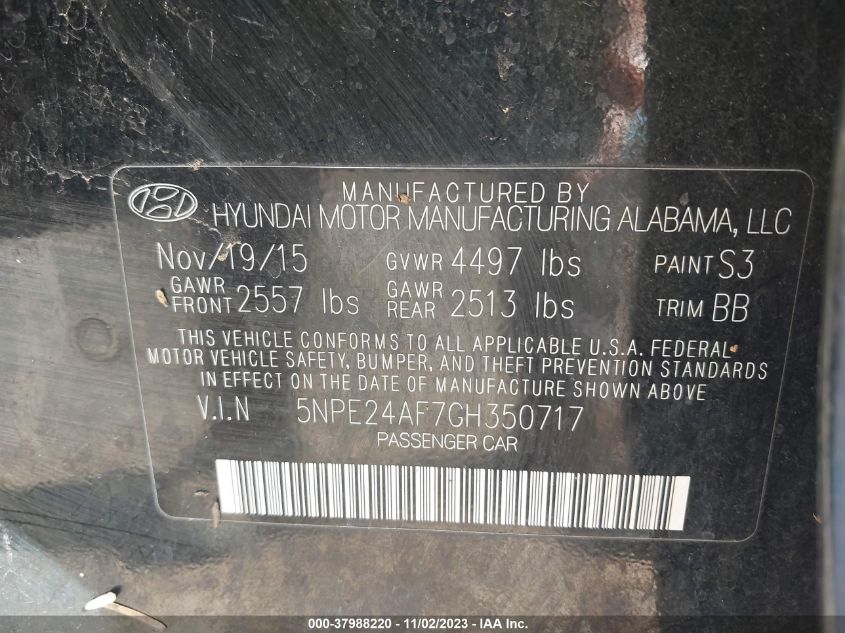 MANUFACTURED BY
HYUNDAI MOTOR MANUFACTURING ALABAMA, LLC
Nov/19/15 GVWR 4497 lbs PAINT S3
GAWR FRONT 2557 lbs GAWR REAR 2513 lbs TRIM BB
THIS VEHICLE CONFORMS TO ALL APPLICABLE U.S.A. FEDERAL
MOTOR VEHICLE SAFETY, BUMPER, AND THEFT PREVENTION STANDARDS
IN EFFECT ON THE DATE OF MANUFACTURE SHOWN ABOVE
V.I.N 5NPE24AF7GH350717
PASSENGER CAR
000-37988220 - 11/02/2023 - IAA Inc.